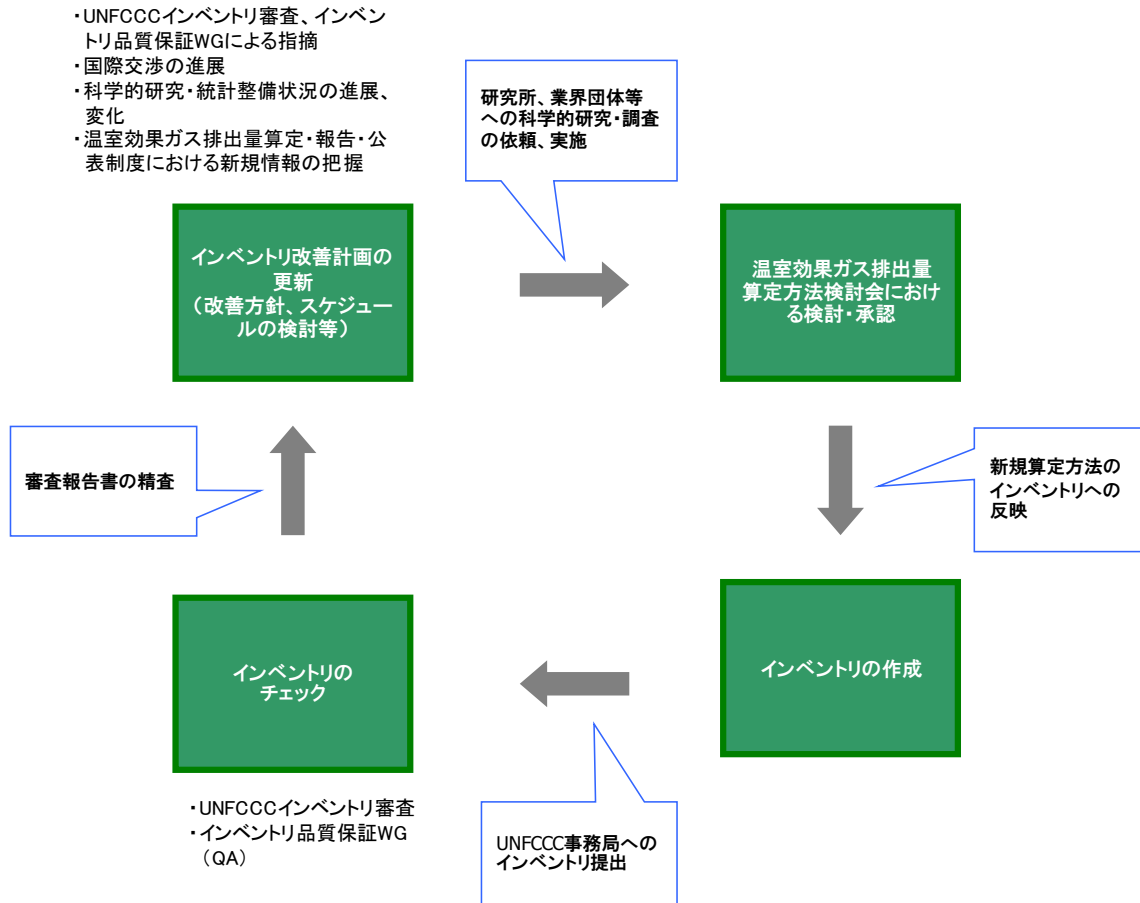 ・UNFCCCインベントリ審査、インベン
トリ品質保証WGによる指摘
・国際交渉の進展
・科学的研究・統計整備状況の進展、
変化
・温室効果ガス排出量算定・報告・公
表制度における新規情報の把握
研究所、業界団体等
への科学的研究・調査
の依頼、実施
インベントリ改善計画の
更新
（改善方針、スケジュー
ルの検討等）
温室効果ガス排出量
算定方法検討会におけ
る検討・承認
審査報告書の精査
新規算定方法の
インベントリへの
反映
インベントリの
チェック
インベントリの作成
・UNFCCCインベントリ審査
・インベントリ品質保証WG
（QA）
UNFCCC事務局への
インベントリ提出